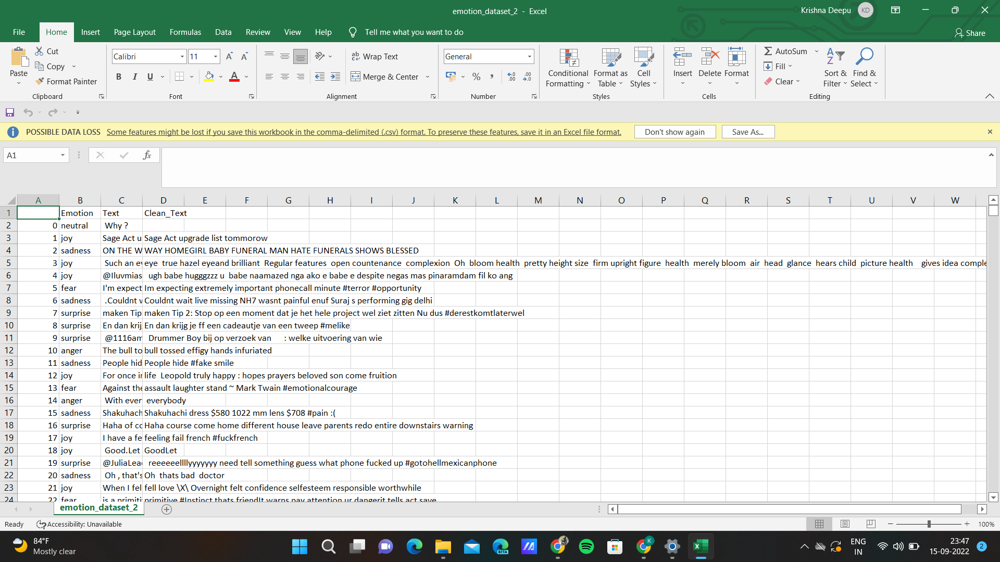 emotion_dataset_2 - Excel
Krishna Deepu KD
File Home Insert Page Layout Formulas Data Review View Help Tell me what you want to do Share
Paste Cut Copy Format Painter Clipboard
Calibri 11 B I U Font
Wrap Text Merge & Center Alignment
General % , Number
Conditional Formatting Format as Table Cell Styles Styles
Insert Delete Format Cells
AutoSum Fill Clear Sort & Filter Find & Select Editing
POSSIBLE DATA LOSS Some features might be lost if you save this workbook in the comma-delimited (.csv) format. To preserve these features, save it in an Excel file format. Don't show again Save As...
A1 fx
A B C D E F G H I J K L M N O P Q R S T U V W
1 Emotion Text Clean_Text
2 0 neutral Why ?
3 1 joy Sage Act u Sage Act upgrade list tommorow
4 2 sadness ON THE W WAY HOMEGIRL BABY FUNERAL MAN HATE FUNERALS SHOWS BLESSED
5 3 joy Such an ey eye true hazel eyeand brilliant Regular features open countenance complexion Oh bloom health pretty height size firm upright figure health merely bloom air head glance hears child picture health gives idea comple
6 4 joy @Iluvmias ugh babe hugggzzz u babe naamazed nga ako e babe e despite negas mas pinaramdam fil ko ang
7 5 fear I'm expect Im expecting extremely important phonecall minute #terror #opportunity
8 6 sadness .Couldnt v Couldnt wait live missing NH7 wasnt painful enuf Suraj s performing gig delhi
9 7 surprise maken Tip maken Tip 2: Stop op een moment dat je het hele project wel ziet zitten Nu dus #derestkomtlaterwel
10 8 surprise En dan krij En dan krijg je ff een cadeautje van een tweep #melike
11 9 surprise @1116am Drummer Boy bij op verzoek van : welke uitvoering van wie
12 10 anger The bull to bull tossed effigy hands infuriated
13 11 sadness People hid People hide #fake smile
14 12 joy For once in life Leopold truly happy : hopes prayers beloved son come fruition
15 13 fear Against the assault laughter stand ~ Mark Twain #emotionalcourage
16 14 anger With ever everybody
17 15 sadness Shakuhach Shakuhachi dress $580 1022 mm lens $708 #pain :(
18 16 surprise Haha of co Haha course come home different house leave parents redo entire downstairs warning
19 17 joy I have a fe feeling fail french #fuckfrench
20 18 joy Good.Let GoodLet
21 19 surprise @JuliaLea reeeeeellllyyyyyyy need tell something guess what phone fucked up #gotohellmexicanphone
22 20 sadness Oh , that's Oh thats bad doctor
23 21 joy When I fel fell love \X\ Overnight felt confidence selfesteem responsible worthwhile
24 22 fear is a primiti primitive #Instinct thats friendIt warns pay attention ur dangerit tells act save
emotion_dataset_2
Ready Accessibility: Unavailable 100%
84°F
Mostly clear
BETA
K
ENG
IN
23:47
15-09-2022
2